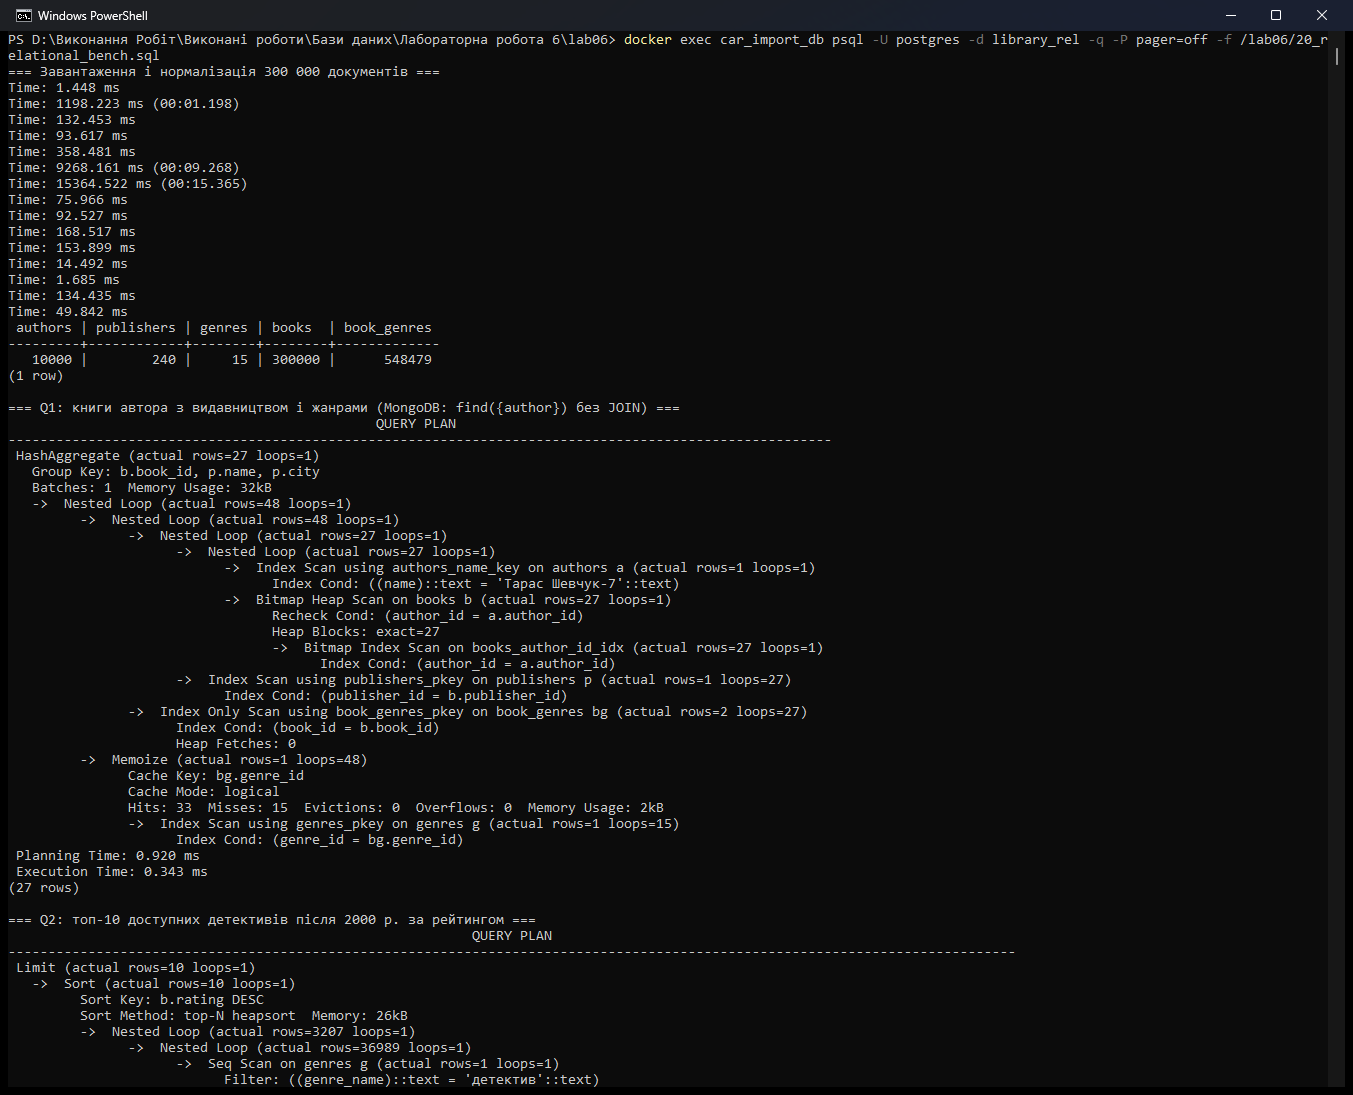 Windows PowerShell
PS D:\Виконання Робіт\Виконані роботи\Бази даних\Лабораторна робота 6\lab06> docker exec car_import_db psql -U postgres -d library_rel -q -P pager=off -f /lab06/20_r
elational_bench.sql
=== Завантаження і нормалізація 300 000 документів ===
Time: 1.448 ms
Time: 1198.223 ms (00:01.198)
Time: 132.453 ms
Time: 93.617 ms
Time: 358.481 ms
Time: 9268.161 ms (00:09.268)
Time: 15364.522 ms (00:15.365)
Time: 75.966 ms
Time: 92.527 ms
Time: 168.517 ms
Time: 153.899 ms
Time: 14.492 ms
Time: 1.685 ms
Time: 134.435 ms
Time: 49.842 ms
 authors | publishers | genres | books  | book_genres
---------+------------+--------+--------+-------------
   10000 |        240 |     15 | 300000 |      548479
(1 row)

=== Q1: книги автора з видавництвом і жанрами (MongoDB: find({author}) без JOIN) ===
                                              QUERY PLAN
-------------------------------------------------------------------------------------------------------
 HashAggregate (actual rows=27 loops=1)
   Group Key: b.book_id, p.name, p.city
   Batches: 1  Memory Usage: 32kB
   ->  Nested Loop (actual rows=48 loops=1)
         ->  Nested Loop (actual rows=48 loops=1)
               ->  Nested Loop (actual rows=27 loops=1)
                     ->  Nested Loop (actual rows=27 loops=1)
                           ->  Index Scan using authors_name_key on authors a (actual rows=1 loops=1)
                                 Index Cond: ((name)::text = 'Тарас Шевчук-7'::text)
                           ->  Bitmap Heap Scan on books b (actual rows=27 loops=1)
                                 Recheck Cond: (author_id = a.author_id)
                                 Heap Blocks: exact=27
                                 ->  Bitmap Index Scan on books_author_id_idx (actual rows=27 loops=1)
                                       Index Cond: (author_id = a.author_id)
                     ->  Index Scan using publishers_pkey on publishers p (actual rows=1 loops=27)
                           Index Cond: (publisher_id = b.publisher_id)
               ->  Index Only Scan using book_genres_pkey on book_genres bg (actual rows=2 loops=27)
                     Index Cond: (book_id = b.book_id)
                     Heap Fetches: 0
         ->  Memoize (actual rows=1 loops=48)
               Cache Key: bg.genre_id
               Cache Mode: logical
               Hits: 33  Misses: 15  Evictions: 0  Overflows: 0  Memory Usage: 2kB
               ->  Index Scan using genres_pkey on genres g (actual rows=1 loops=15)
                     Index Cond: (genre_id = bg.genre_id)
 Planning Time: 0.920 ms
 Execution Time: 0.343 ms
(27 rows)

=== Q2: топ-10 доступних детективів після 2000 р. за рейтингом ===
                                                          QUERY PLAN
------------------------------------------------------------------------------------------------------------------------------
 Limit (actual rows=10 loops=1)
   ->  Sort (actual rows=10 loops=1)
         Sort Key: b.rating DESC
         Sort Method: top-N heapsort  Memory: 26kB
         ->  Nested Loop (actual rows=3207 loops=1)
               ->  Nested Loop (actual rows=36989 loops=1)
                     ->  Seq Scan on genres g (actual rows=1 loops=1)
                           Filter: ((genre_name)::text = 'детектив'::text)